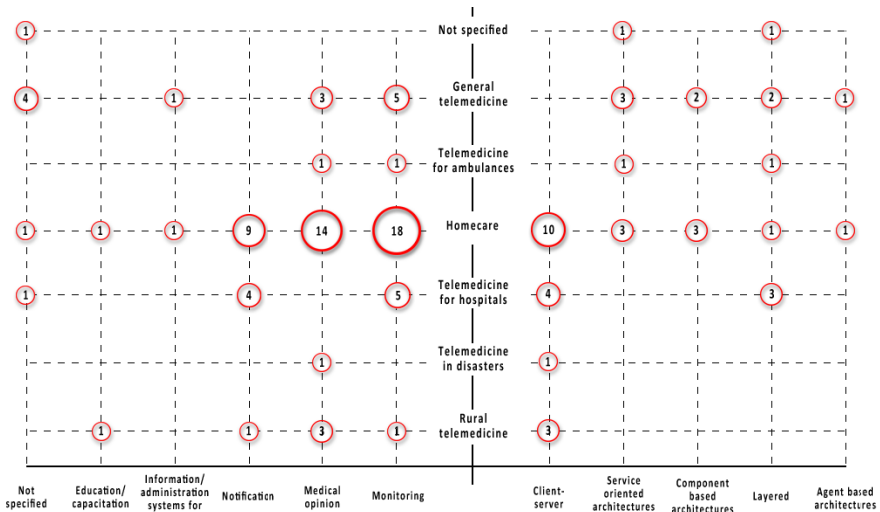 1 Not specified 1 1
4 1 3 5 General telemedicine 3 2 2 1
1 1 Telemedicine for ambulances 1 1
1 1 1 9 14 18 Homecare 10 3 3 1 1
1 4 5 Telemedicine for hospitals 4 3
1 Telemedicine in disasters 1
1 1 3 1 Rural telemedicine 3
Not specified
Education/ capacitation
Information/ administration systems for
Notification
Medical opinion
Monitoring
Client- server
Service oriented architectures
Component based architectures
Layered
Agent based architectures